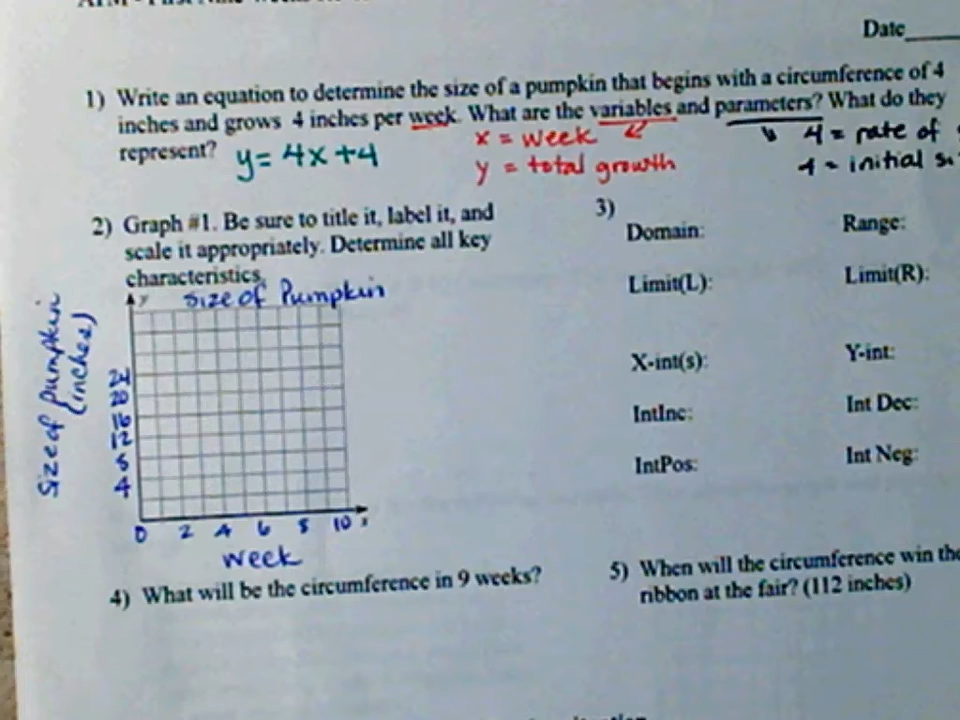 Date
1) Write an equation to determine the size of a pumpkin that begins with a circumference of 4
inches and grows 4 inches per week. What are the variables and parameters? What do they
represent? y = 4x + 4
x = week
y = total growth
4 = rate of
4 = initial
2) Graph #1. Be sure to title it, label it, and
scale it appropriately. Determine all key
characteristics.
y Size of Pumpkin
Size of pumpkin
(inches)
24
20
16
12
8
4
0 2 4 6 8 10 x
week
3)
Domain: Range:
Limit(L): Limit(R):
X-int(s): Y-int:
IntInc: Int Dec:
IntPos: Int Neg:
4) What will be the circumference in 9 weeks?
5) When will the circumference win the
ribbon at the fair? (112 inches)